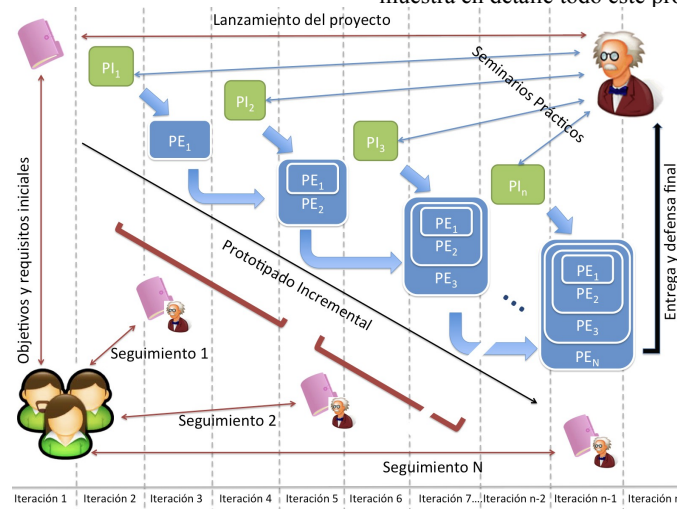 muestra en detalle todo este pro
Lanzamiento del proyecto
PI1
PI2
PI3
PIn
Seminarios Prácticos
PE1
PE1
PE2
PE1
PE2
PE3
...
PE1
PE2
PE3
PEN
Objetivos y requisitos iniciales
Prototipado Incremental
Entrega y defensa final
Seguimiento 1
Seguimiento 2
Seguimiento N
Iteración 1 Iteración 2 Iteración 3 Iteración 4 Iteración 5 Iteración 6 Iteración 7... Iteración n-2 Iteración n-1 Iteración n